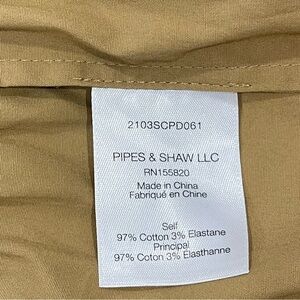 2103SCPD061
PIPES & SHAW LLC
RN155820
Made in China
Fabriqué en Chine
Self
97% Cotton 3% Elastane
Principal
97% Coton 3% Elasthanne